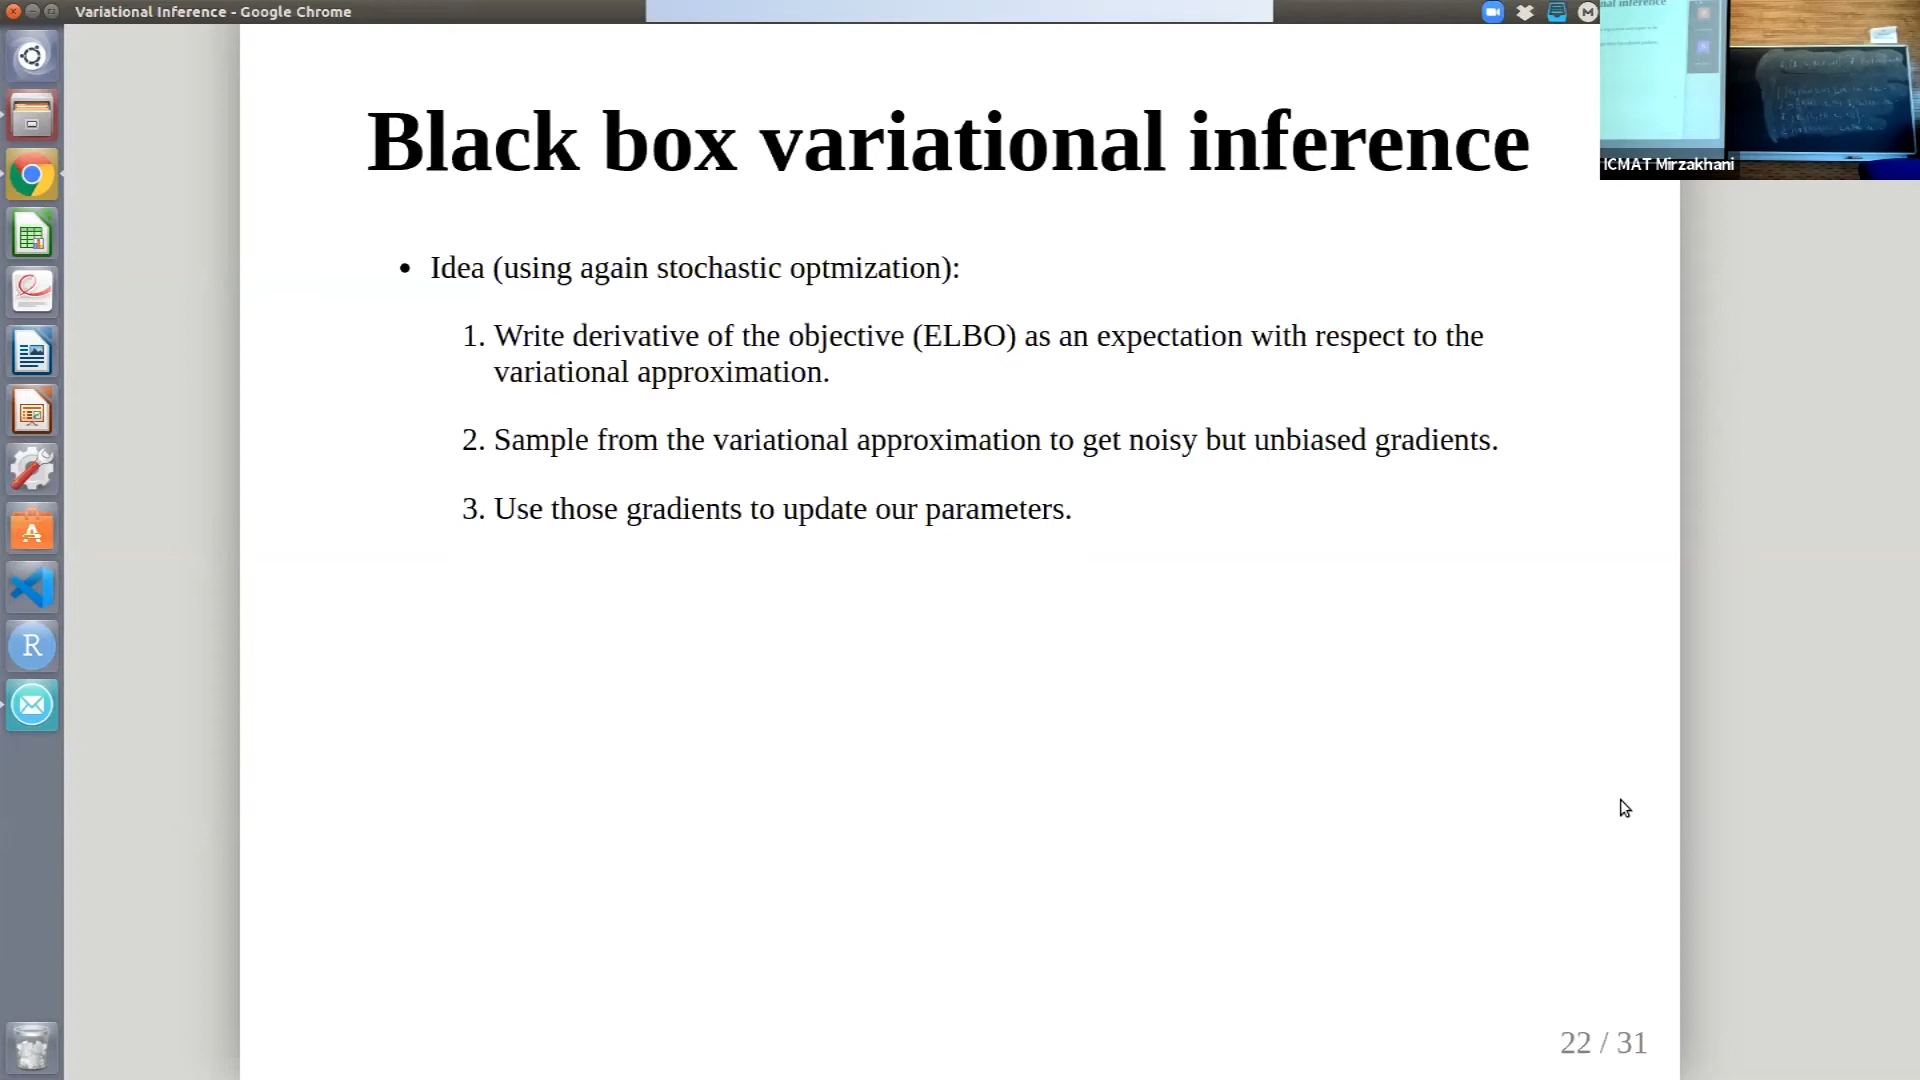 Variational Inference - Google Chrome
Black box variational inference
ICMAT Mirzakhani
• Idea (using again stochastic optmization):
1. Write derivative of the objective (ELBO) as an expectation with respect to the
variational approximation.
2. Sample from the variational approximation to get noisy but unbiased gradients.
3. Use those gradients to update our parameters.
22 / 31